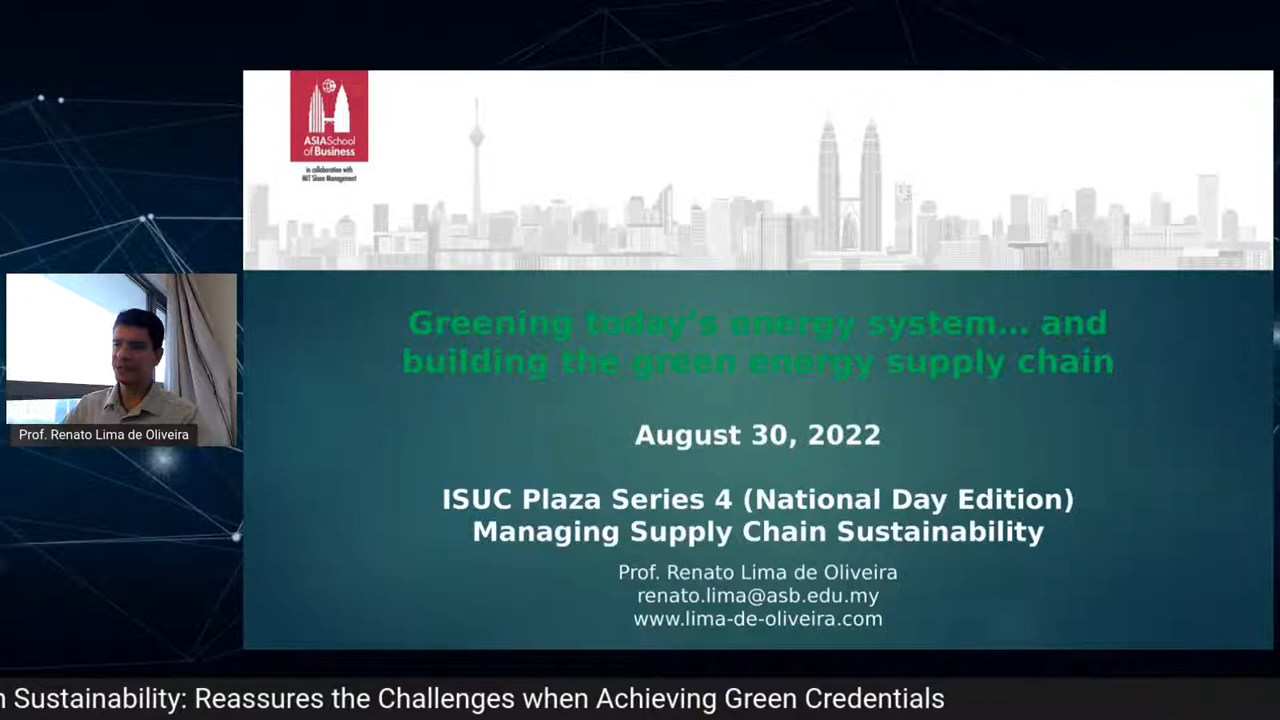 ASIA School
of Business
in collaboration with
MIT Sloan Management
Greening today's energy system... and
building the green energy supply chain
August 30, 2022
ISUC Plaza Series 4 (National Day Edition)
Managing Supply Chain Sustainability
Prof. Renato Lima de Oliveira
renato.lima@asb.edu.my
www.lima-de-oliveira.com
Prof. Renato Lima de Oliveira
n Sustainability: Reassures the Challenges when Achieving Green Credentials